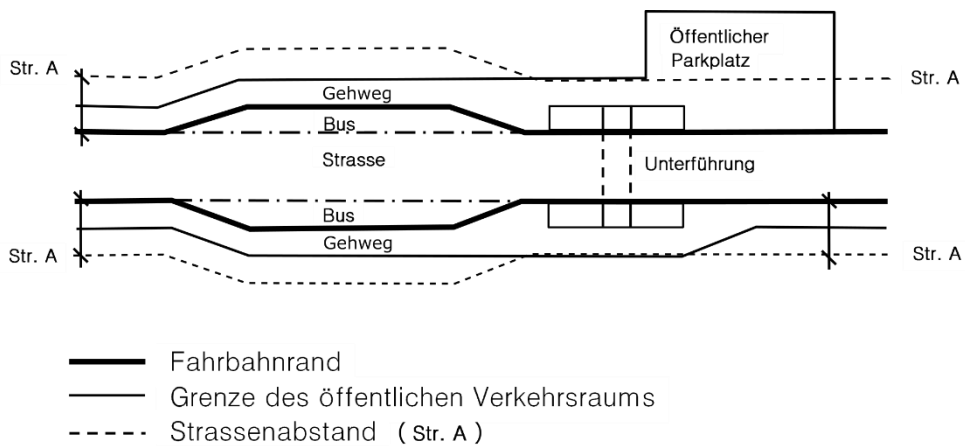 Öffentlicher
Parkplatz
Str. A
Str. A
Gehweg
Bus
Strasse
Unterführung
Bus
Gehweg
Str. A
Str. A
Fahrbahnrand
Grenze des öffentlichen Verkehrsraums
Strassenabstand ( Str. A )